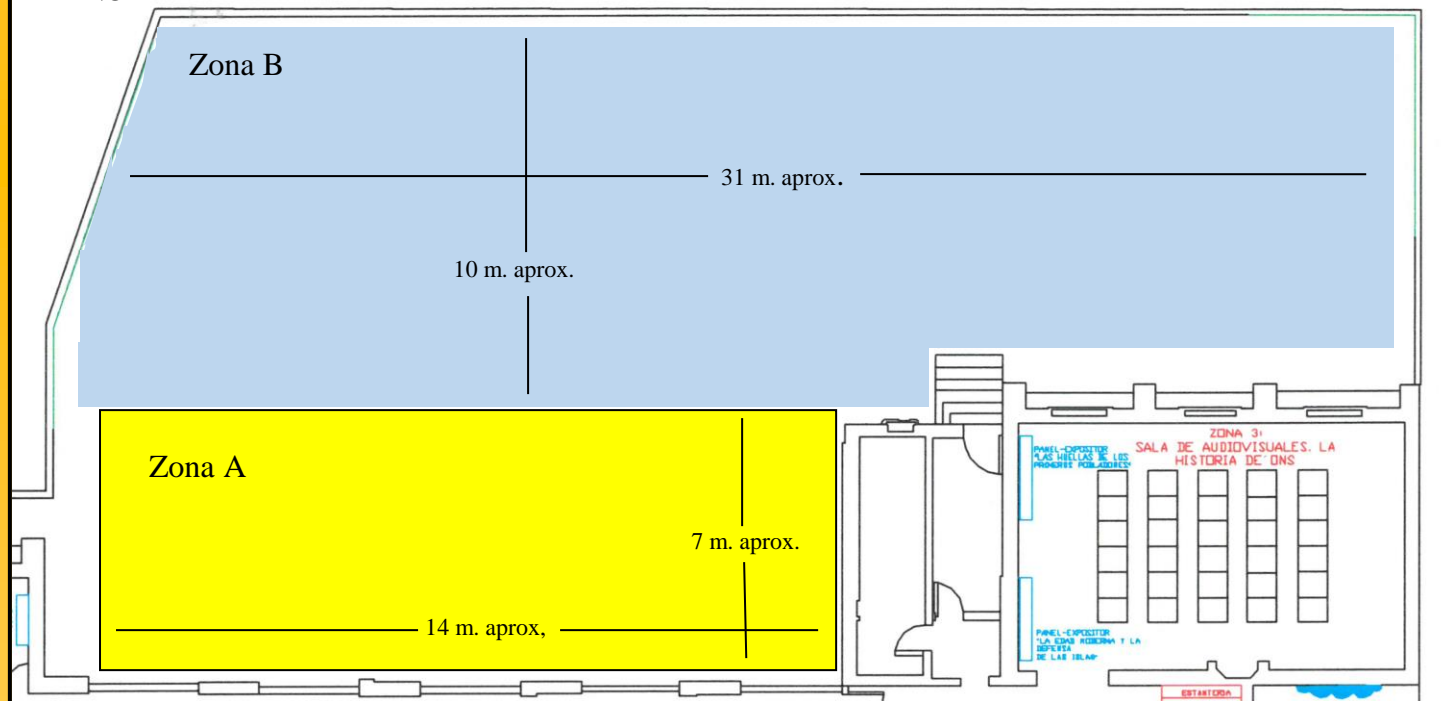 Zona B
31 m. aprox.
10 m. aprox.
Zona A
7 m. aprox.
14 m. aprox,
ZONA 3:
SALA DE AUDIOVISUALES. LA
HISTORIA DE ONS
PANEL-EXPOSITOR
"LAS HUELLAS DE LOS
PRIMEROS POBLADORES"
PANEL-EXPOSITOR
"LA EDAD MODERNA Y LA
DEFENSA
DE LAS ISLAS"
ESTANTERIA